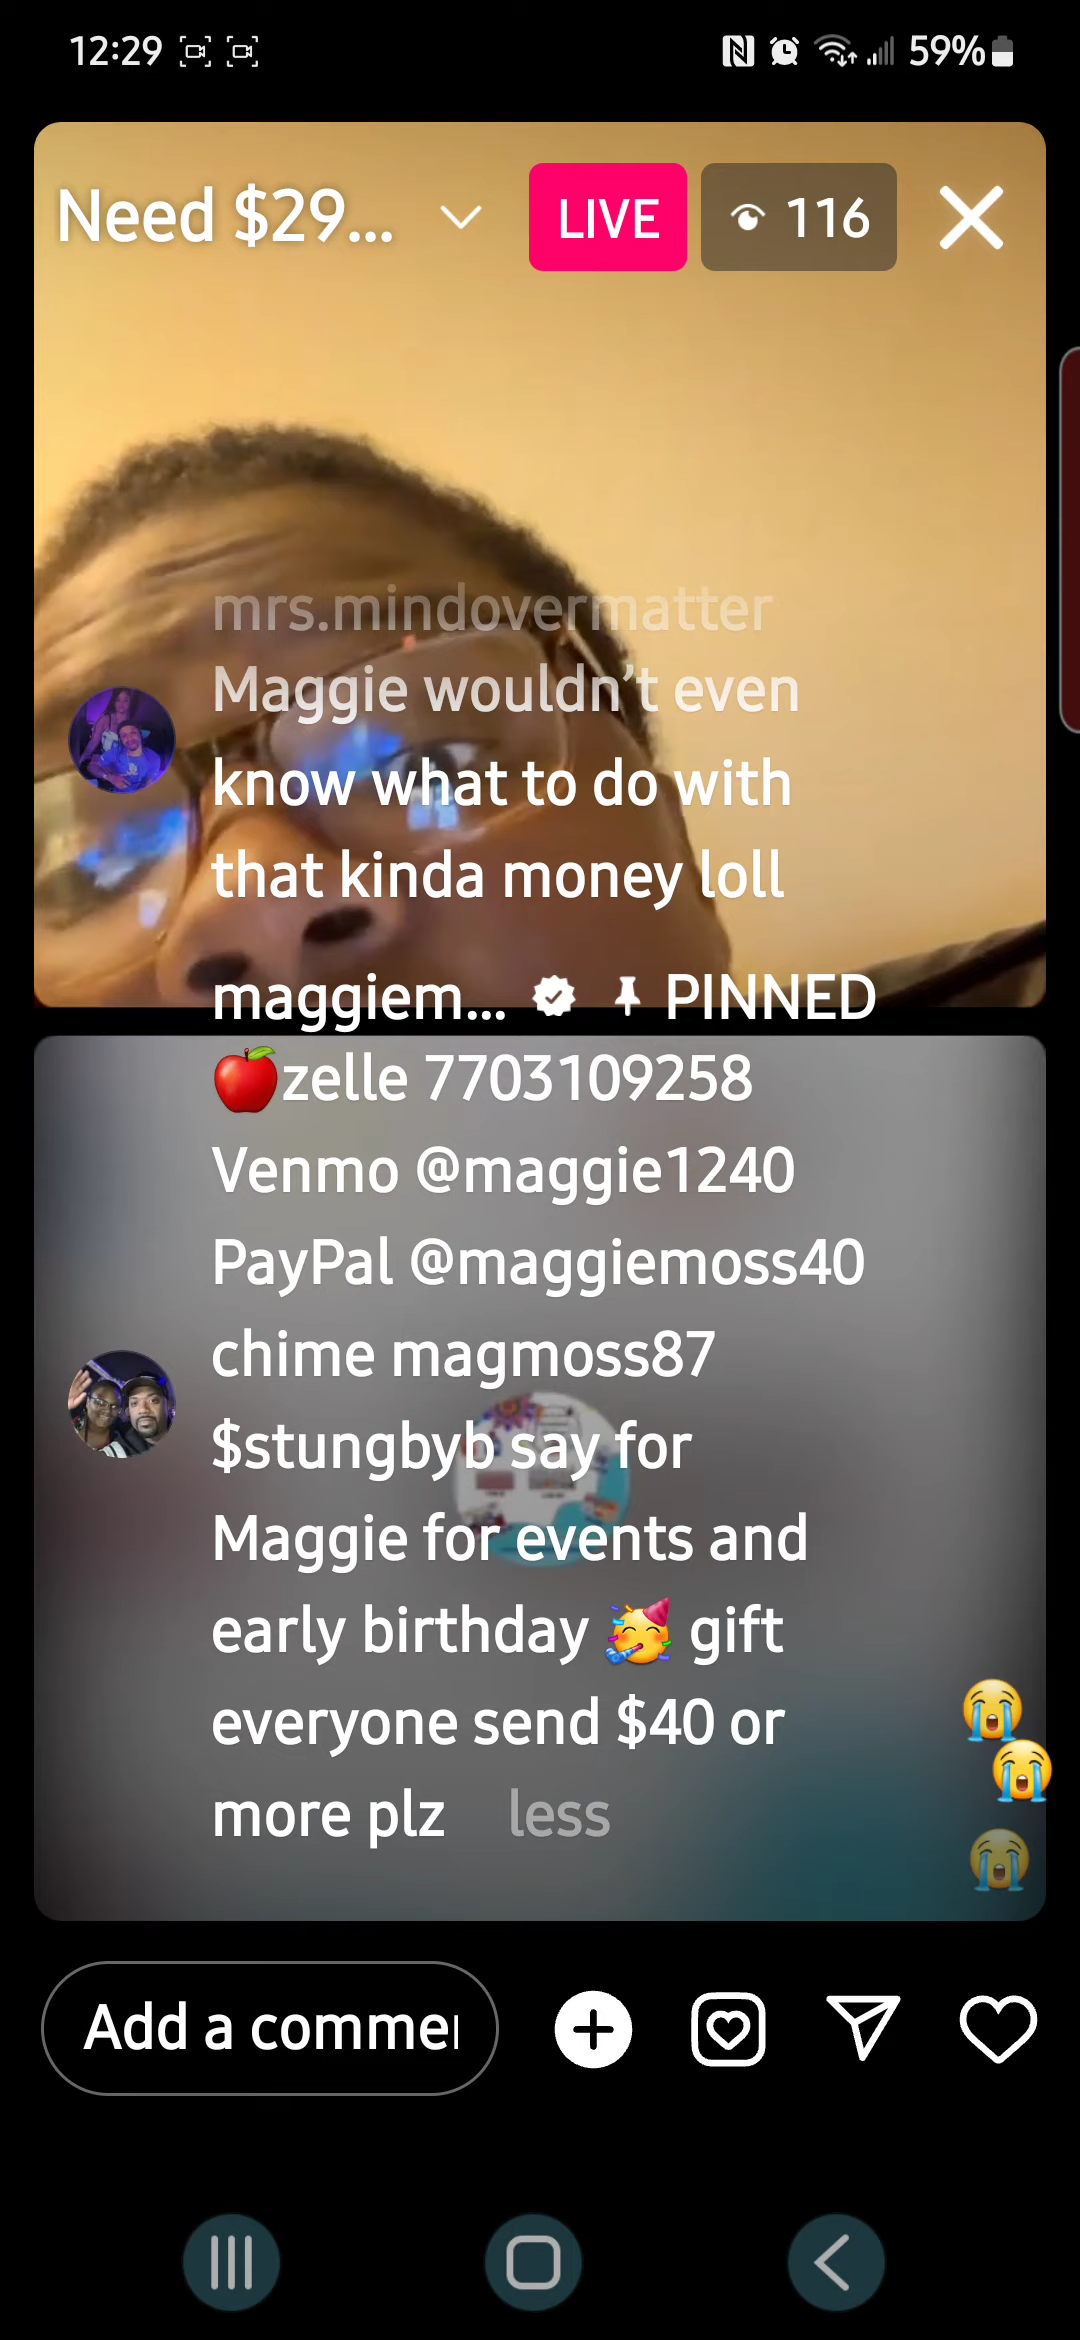 12:29 59%
Need $29... LIVE 116
mrs.mindovermatter
Maggie wouldn’t even
know what to do with
that kinda money loll
maggiem... PINNED
🍎zelle 7703109258
Venmo @maggie1240
PayPal @maggiemoss40
chime magmoss87
$stungbyb say for
Maggie for events and
early birthday 🥳 gift
everyone send $40 or
more plz less
Add a commen